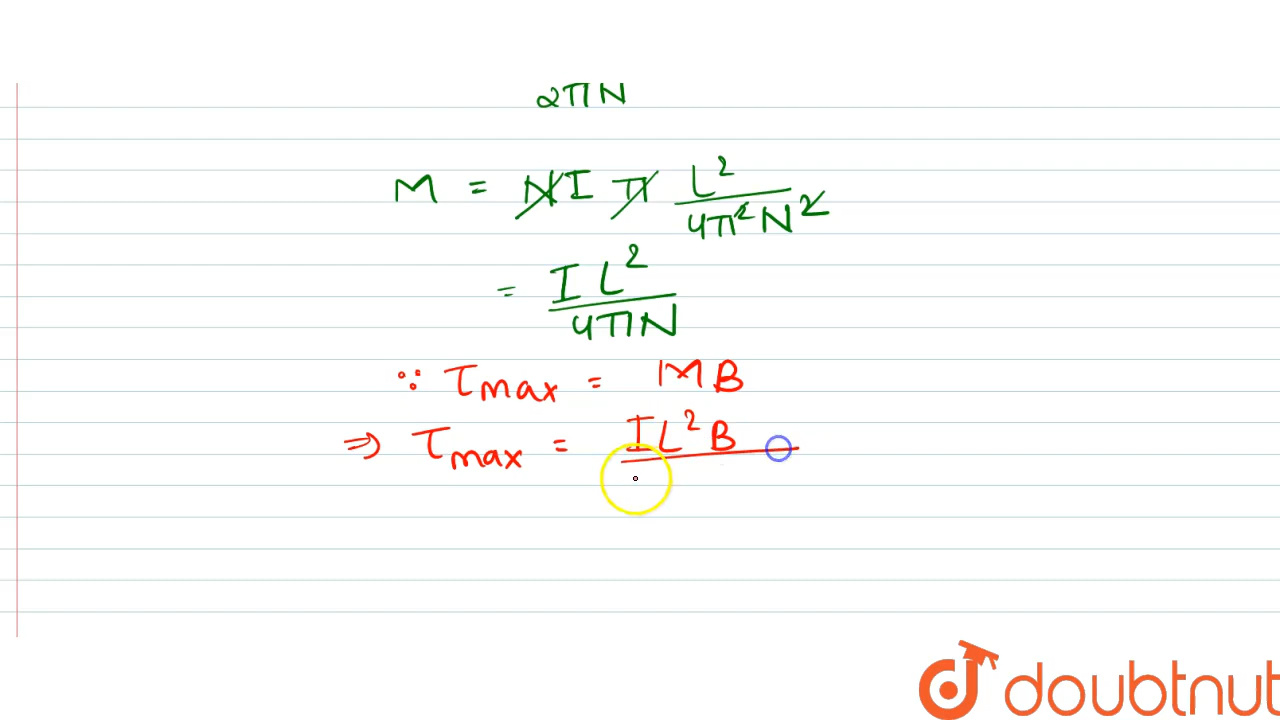 2πN
M = NI π L²/4π²N²
= IL²/4πN
∵ τmax = MB
⇒ τmax = IL²B
doubtnut